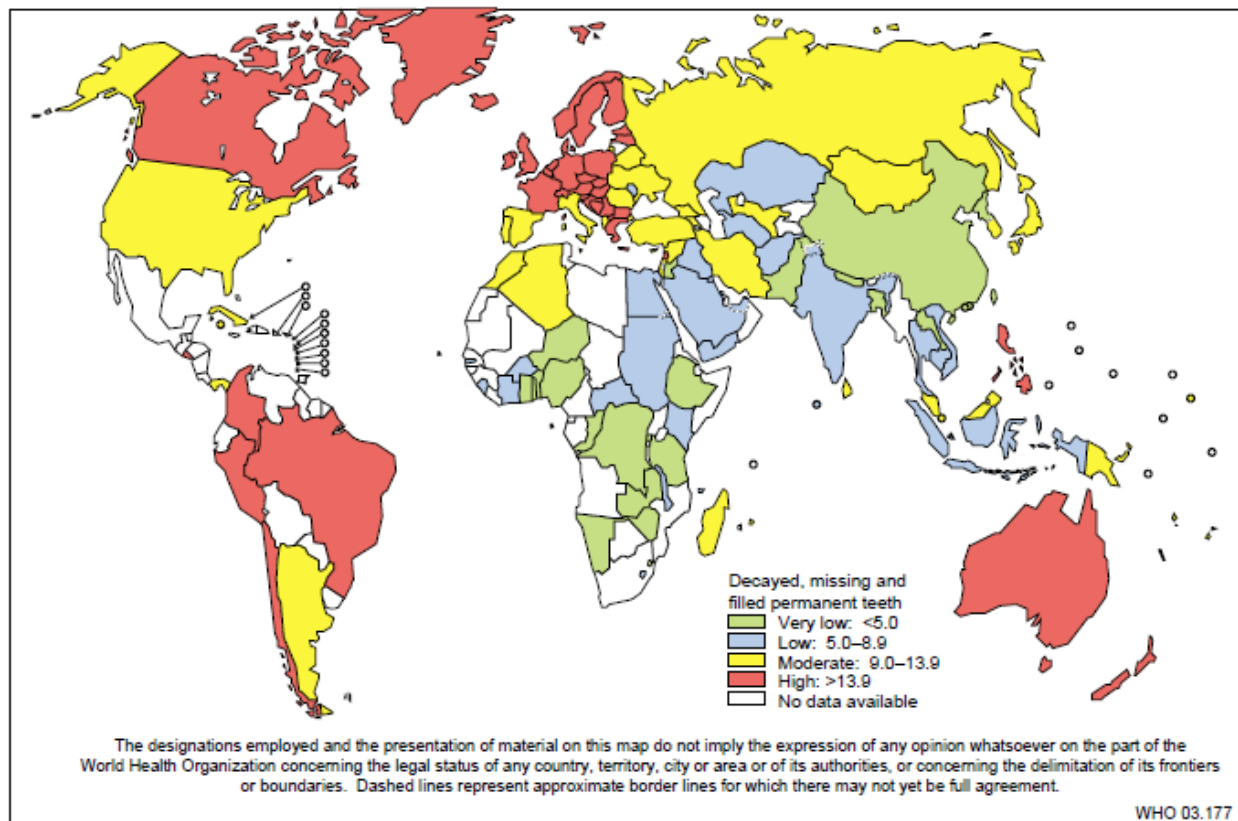 Decayed, missing and
filled permanent teeth
Very low: <5.0
Low: 5.0–8.9
Moderate: 9.0–13.9
High: >13.9
No data available
The designations employed and the presentation of material on this map do not imply the expression of any opinion whatsoever on the part of the
World Health Organization concerning the legal status of any country, territory, city or area or of its authorities, or concerning the delimitation of its frontiers
or boundaries. Dashed lines represent approximate border lines for which there may not yet be full agreement.
WHO 03.177